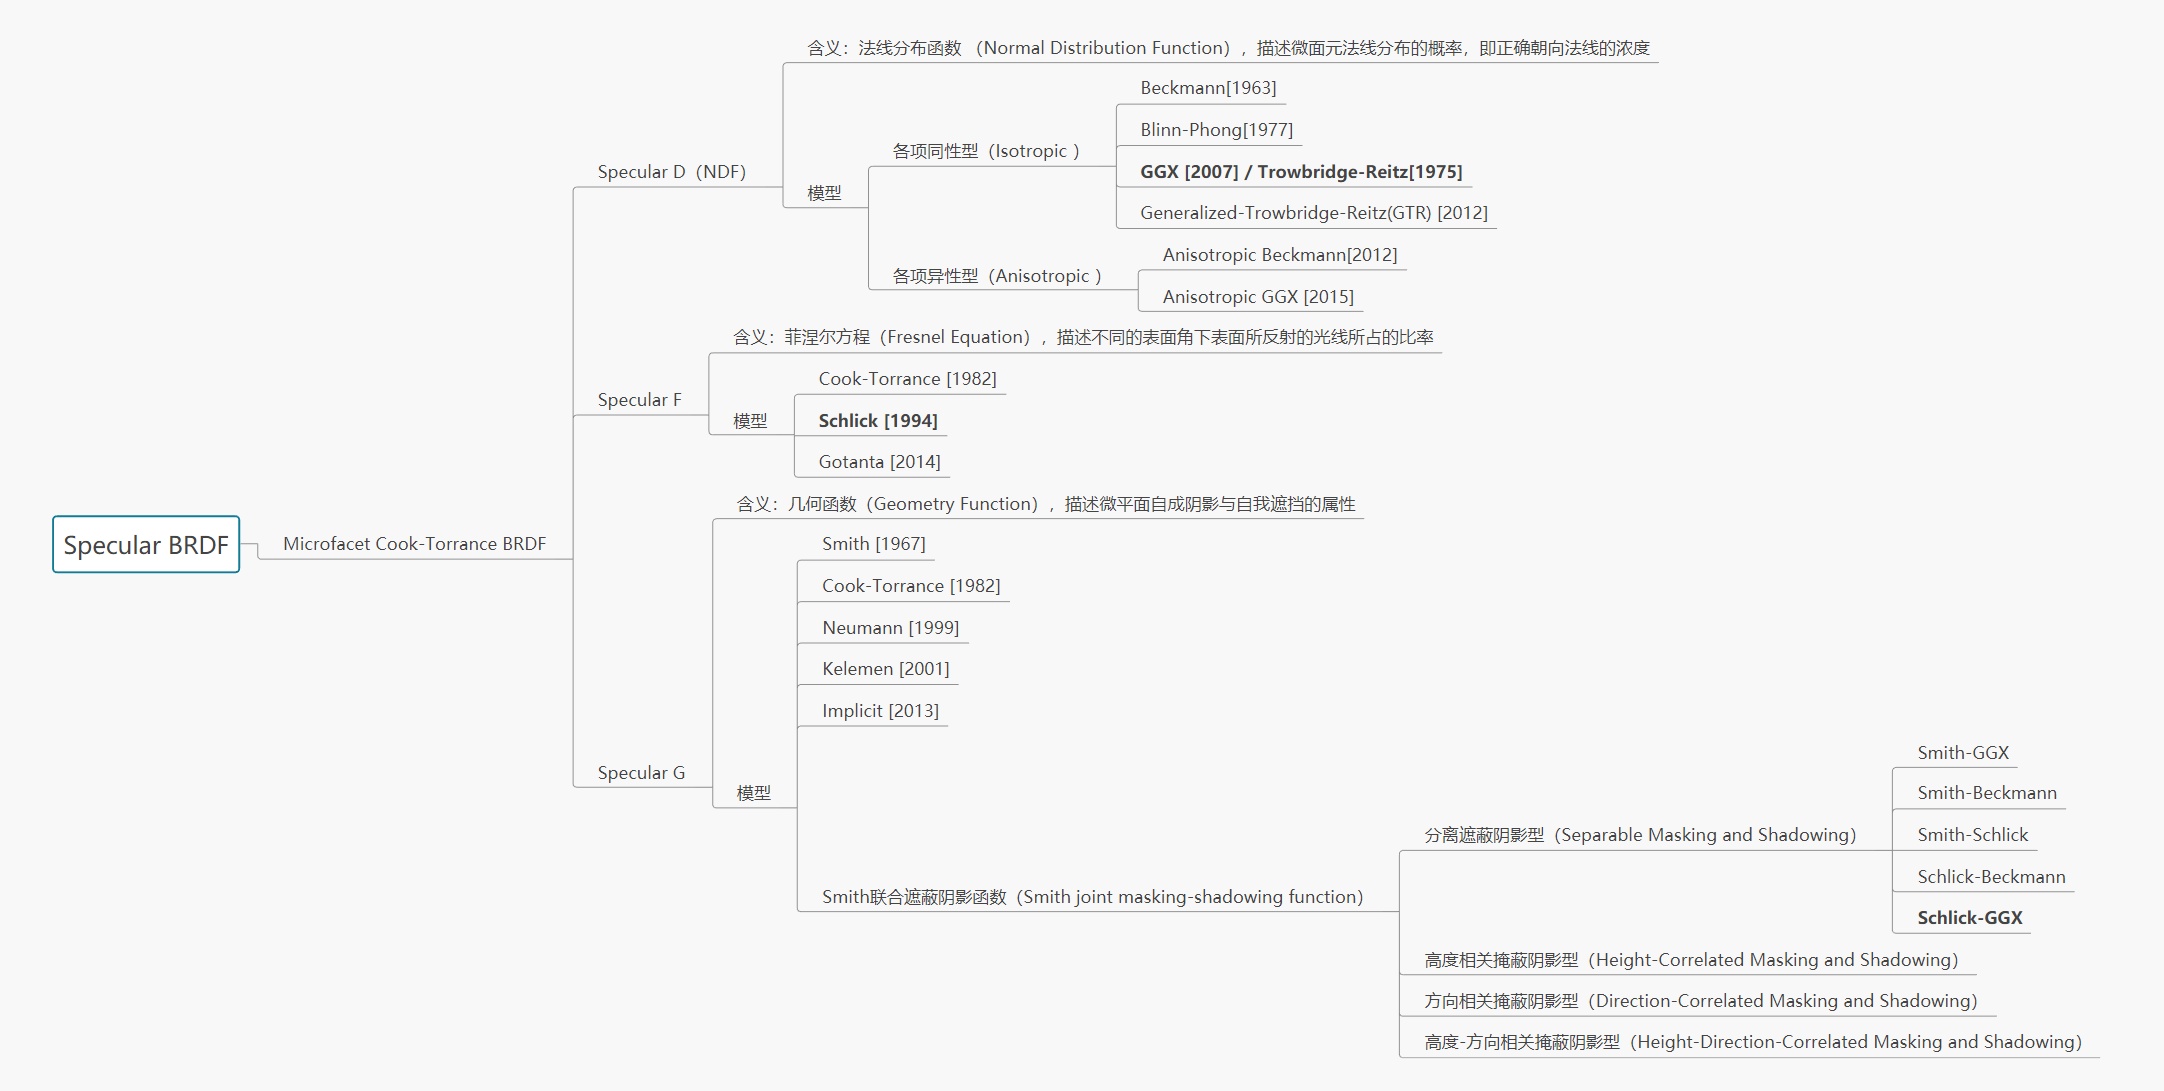 Specular BRDF
Microfacet Cook-Torrance BRDF
Specular D（NDF）
含义：法线分布函数 （Normal Distribution Function），描述微面元法线分布的概率，即正确朝向法线的浓度
模型
各项同性型（Isotropic ）
Beckmann[1963]
Blinn-Phong[1977]
GGX [2007] / Trowbridge-Reitz[1975]
Generalized-Trowbridge-Reitz(GTR) [2012]
各项异性型（Anisotropic ）
Anisotropic Beckmann[2012]
Anisotropic GGX [2015]
Specular F
含义：菲涅尔方程（Fresnel Equation），描述不同的表面角下表面所反射的光线所占的比率
模型
Cook-Torrance [1982]
Schlick [1994]
Gotanta [2014]
Specular G
含义：几何函数（Geometry Function），描述微平面自成阴影与自我遮挡的属性
模型
Smith [1967]
Cook-Torrance [1982]
Neumann [1999]
Kelemen [2001]
Implicit [2013]
Smith联合遮蔽阴影函数（Smith joint masking-shadowing function）
分离遮蔽阴影型（Separable Masking and Shadowing）
Smith-GGX
Smith-Beckmann
Smith-Schlick
Schlick-Beckmann
Schlick-GGX
高度相关掩蔽阴影型（Height-Correlated Masking and Shadowing）
方向相关掩蔽阴影型（Direction-Correlated Masking and Shadowing）
高度-方向相关掩蔽阴影型（Height-Direction-Correlated Masking and Shadowing）